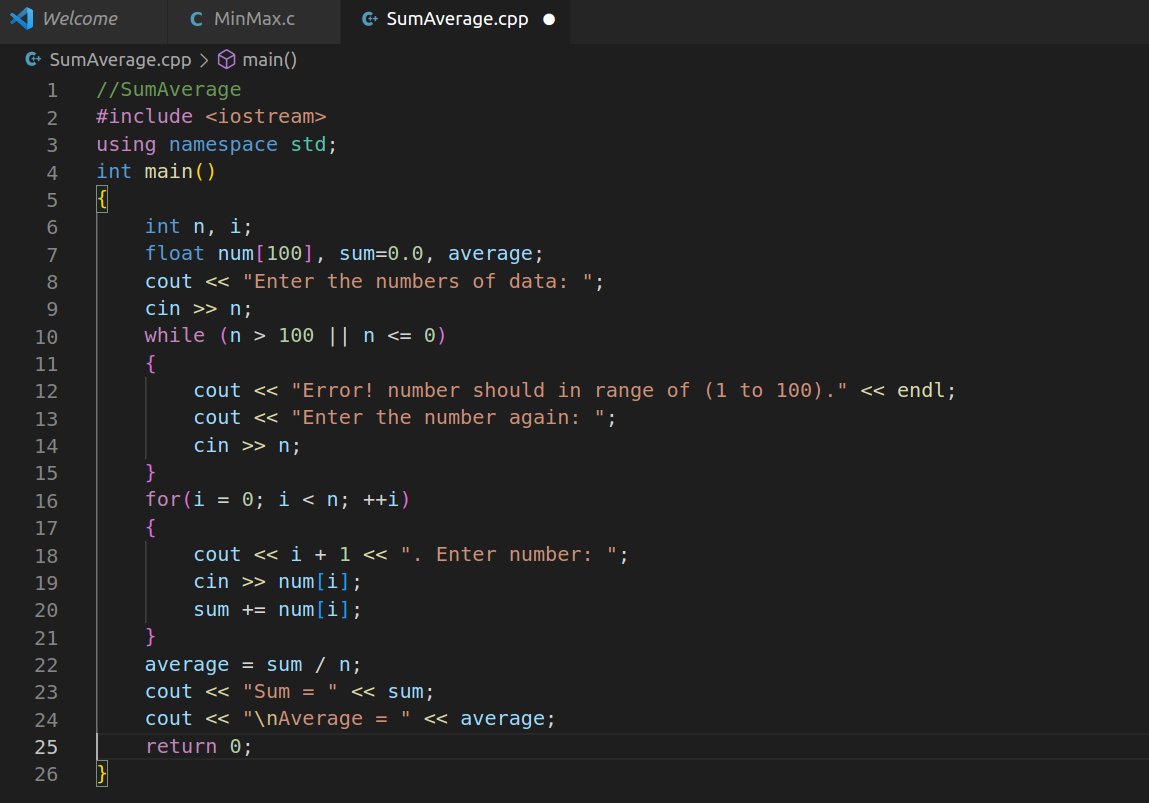 Welcome MinMax.c SumAverage.cpp
SumAverage.cpp > main()
1 //SumAverage
2 #include <iostream>
3 using namespace std;
4 int main()
5 {
6     int n, i;
7     float num[100], sum=0.0, average;
8     cout << "Enter the numbers of data: ";
9     cin >> n;
10     while (n > 100 || n <= 0)
11     {
12         cout << "Error! number should in range of (1 to 100)." << endl;
13         cout << "Enter the number again: ";
14         cin >> n;
15     }
16     for(i = 0; i < n; ++i)
17     {
18         cout << i + 1 << ". Enter number: ";
19         cin >> num[i];
20         sum += num[i];
21     }
22     average = sum / n;
23     cout << "Sum = " << sum;
24     cout << "\nAverage = " << average;
25     return 0;
26 }